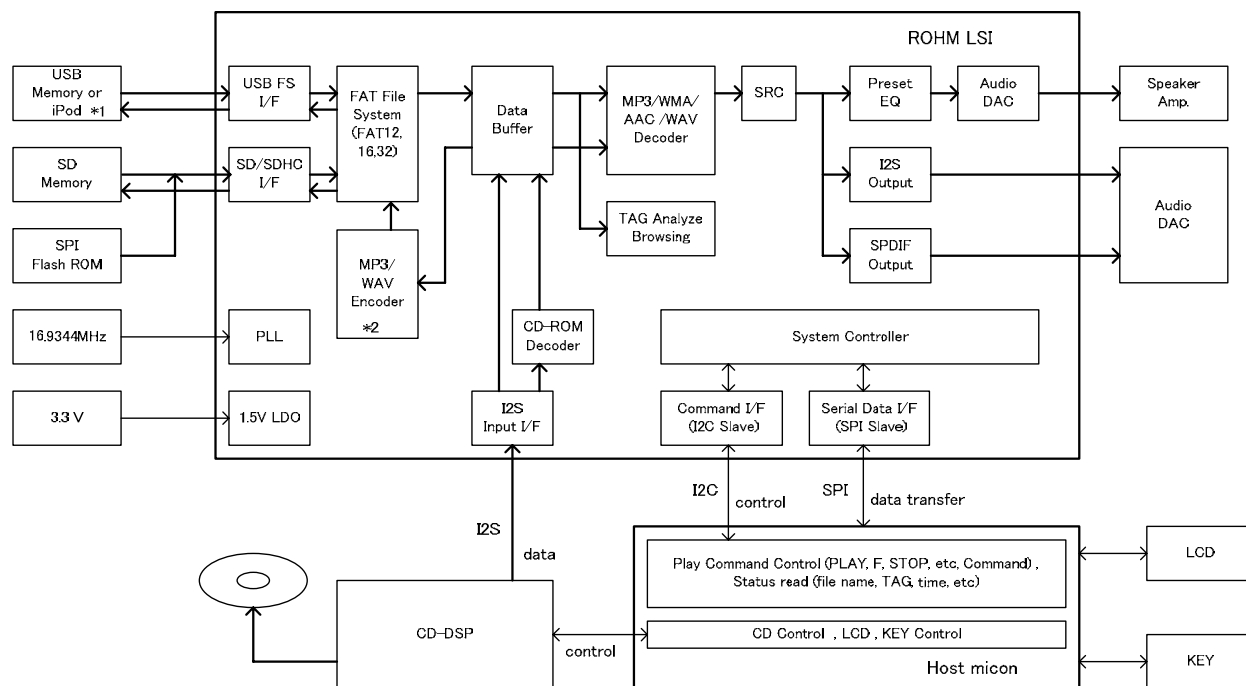 ROHM LSI
USB
Memory or
iPod *1
USB FS
I/F
FAT File
System
(FAT12,
16,32)
Data
Buffer
MP3/WMA/
AAC /WAV
Decoder
SRC
Preset
EQ
Audio
DAC
Speaker
Amp.
SD
Memory
SD/SDHC
I/F
I2S
Output
Audio
DAC
SPI
Flash ROM
MP3/
WAV
Encoder
*2
TAG Analyze
Browsing
SPDIF
Output
16.9344MHz
PLL
CD-ROM
Decoder
System Controller
3.3 V
1.5V LDO
I2S
Input I/F
Command I/F
(I2C Slave)
Serial Data I/F
(SPI Slave)
I2S
data
I2C
control
SPI
data transfer
Play Command Control (PLAY, F, STOP, etc, Command) ,
Status read (file name, TAG, time, etc)
LCD
CD-DSP
control
CD Control , LCD , KEY Control
Host micon
KEY